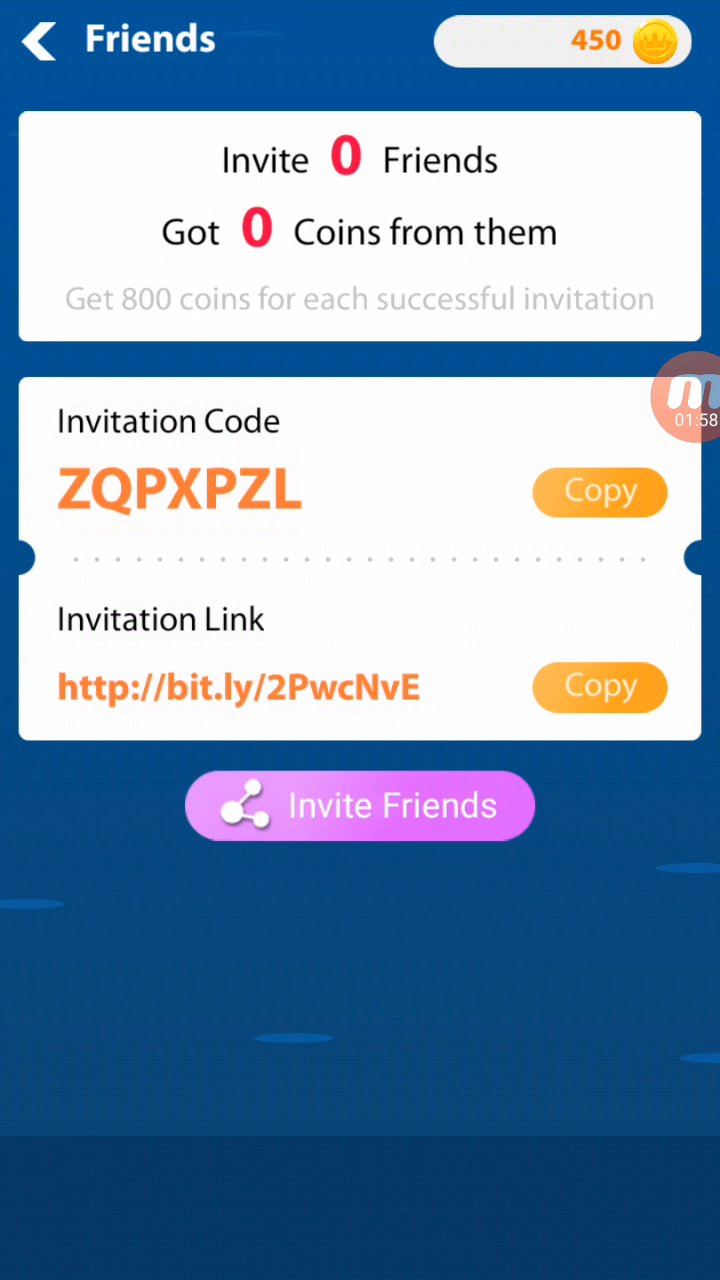 Friends
450
Invite 0 Friends
Got 0 Coins from them
Get 800 coins for each successful invitation
01:58
Invitation Code
ZQPXPZL
Copy
Invitation Link
http://bit.ly/2PwcNvE
Copy
Invite Friends